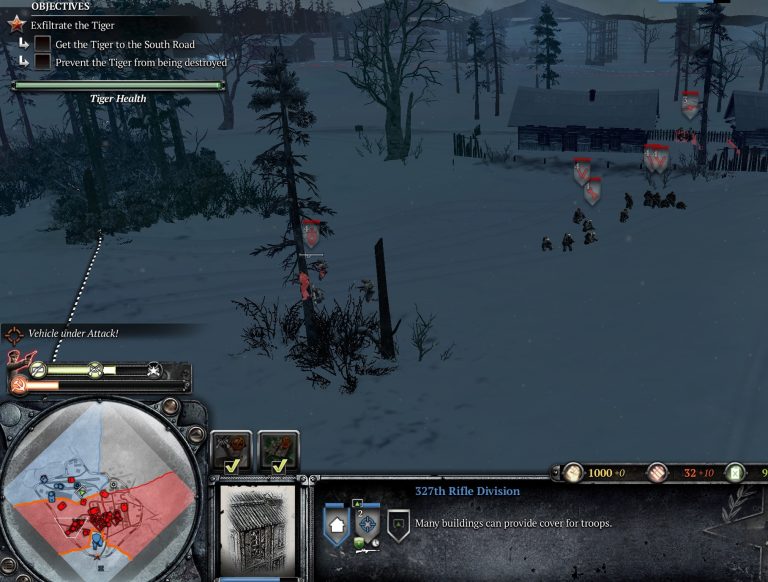 OBJECTIVES
Exfiltrate the Tiger
Get the Tiger to the South Road
Prevent the Tiger from being destroyed
Tiger Health
Vehicle under Attack!
1000 +0
32 +10
9
327th Rifle Division
2
Many buildings can provide cover for troops.